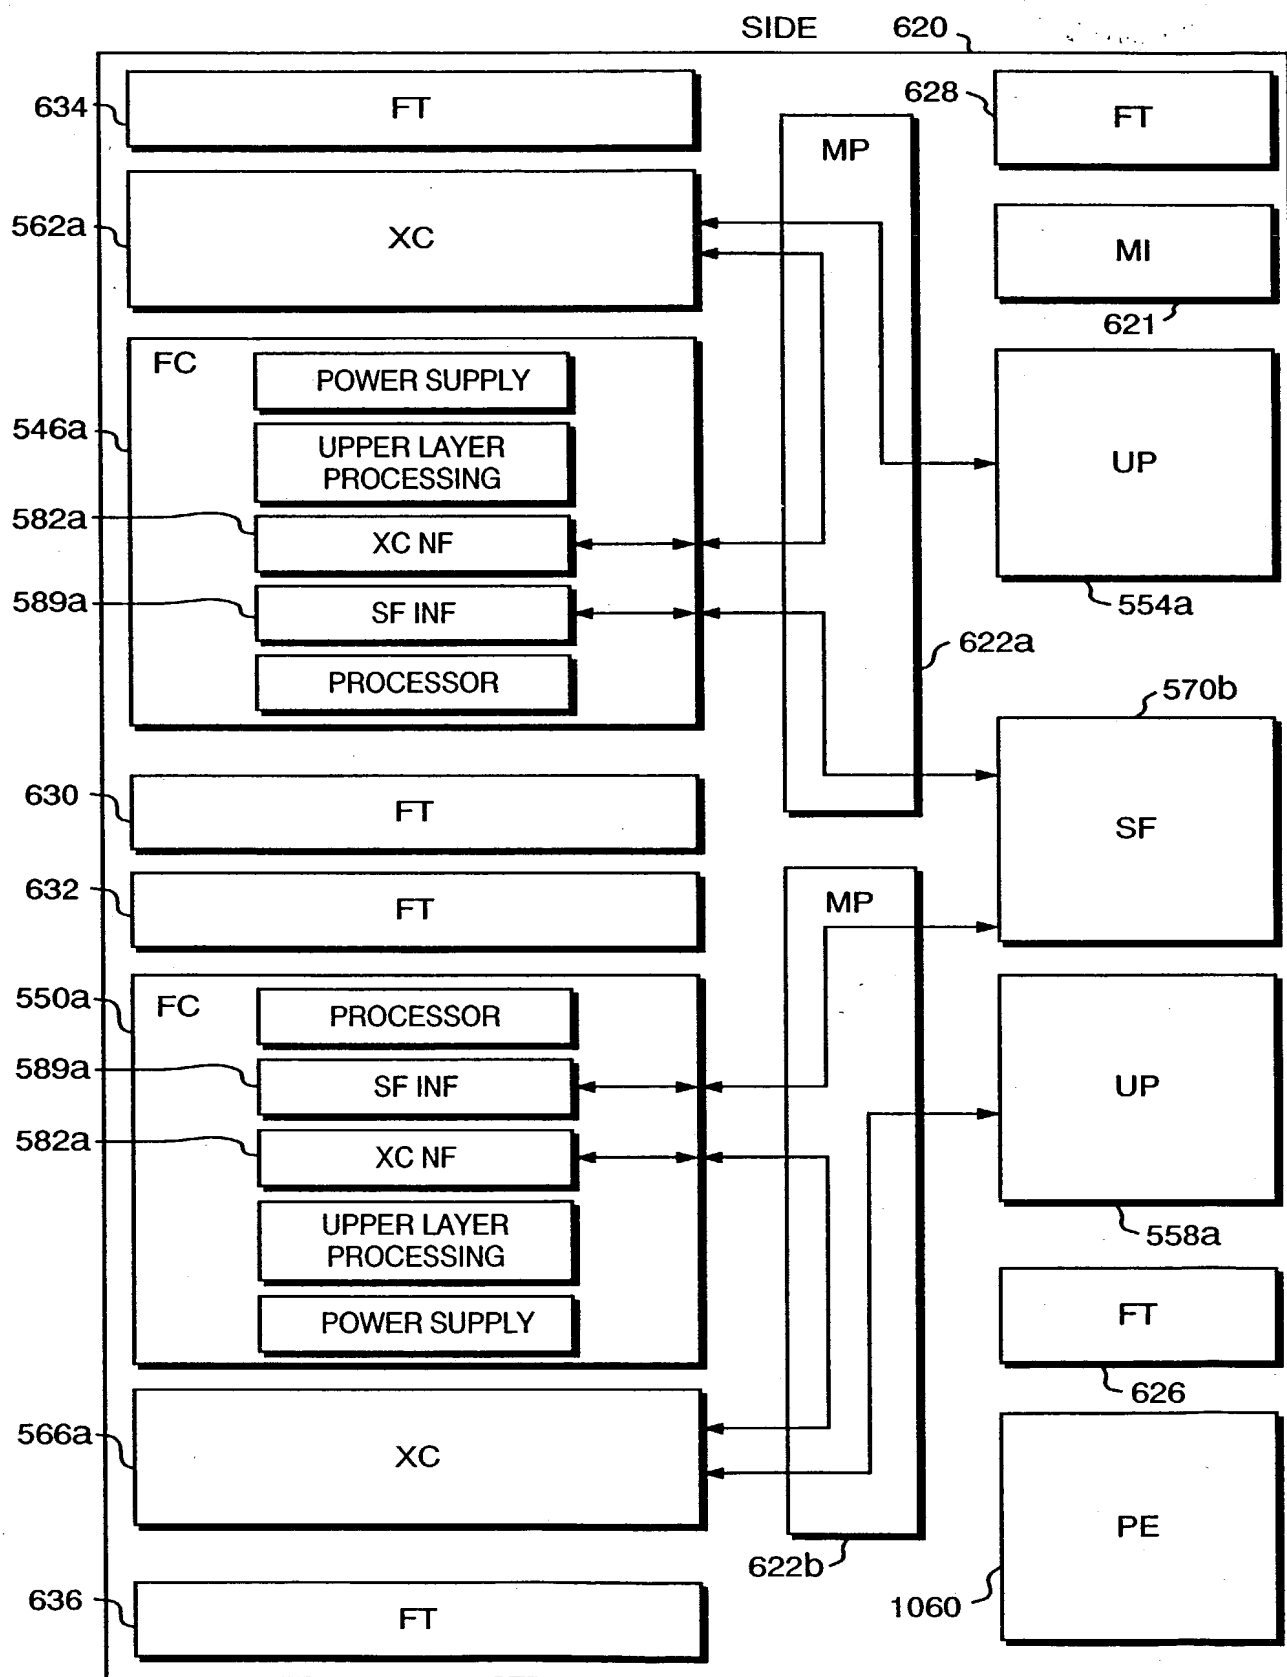 SIDE 620
634 FT
628 FT
MP
562a XC
MI
621
FC
POWER SUPPLY
546a
UPPER LAYER
PROCESSING
UP
582a XC NF
589a SF INF
554a
622a
PROCESSOR
570b
630 FT
SF
632 FT
MP
550a FC
PROCESSOR
589a SF INF
UP
582a XC NF
UPPER LAYER
PROCESSING
558a
POWER SUPPLY
FT
626
566a XC
PE
622b
636 FT
1060